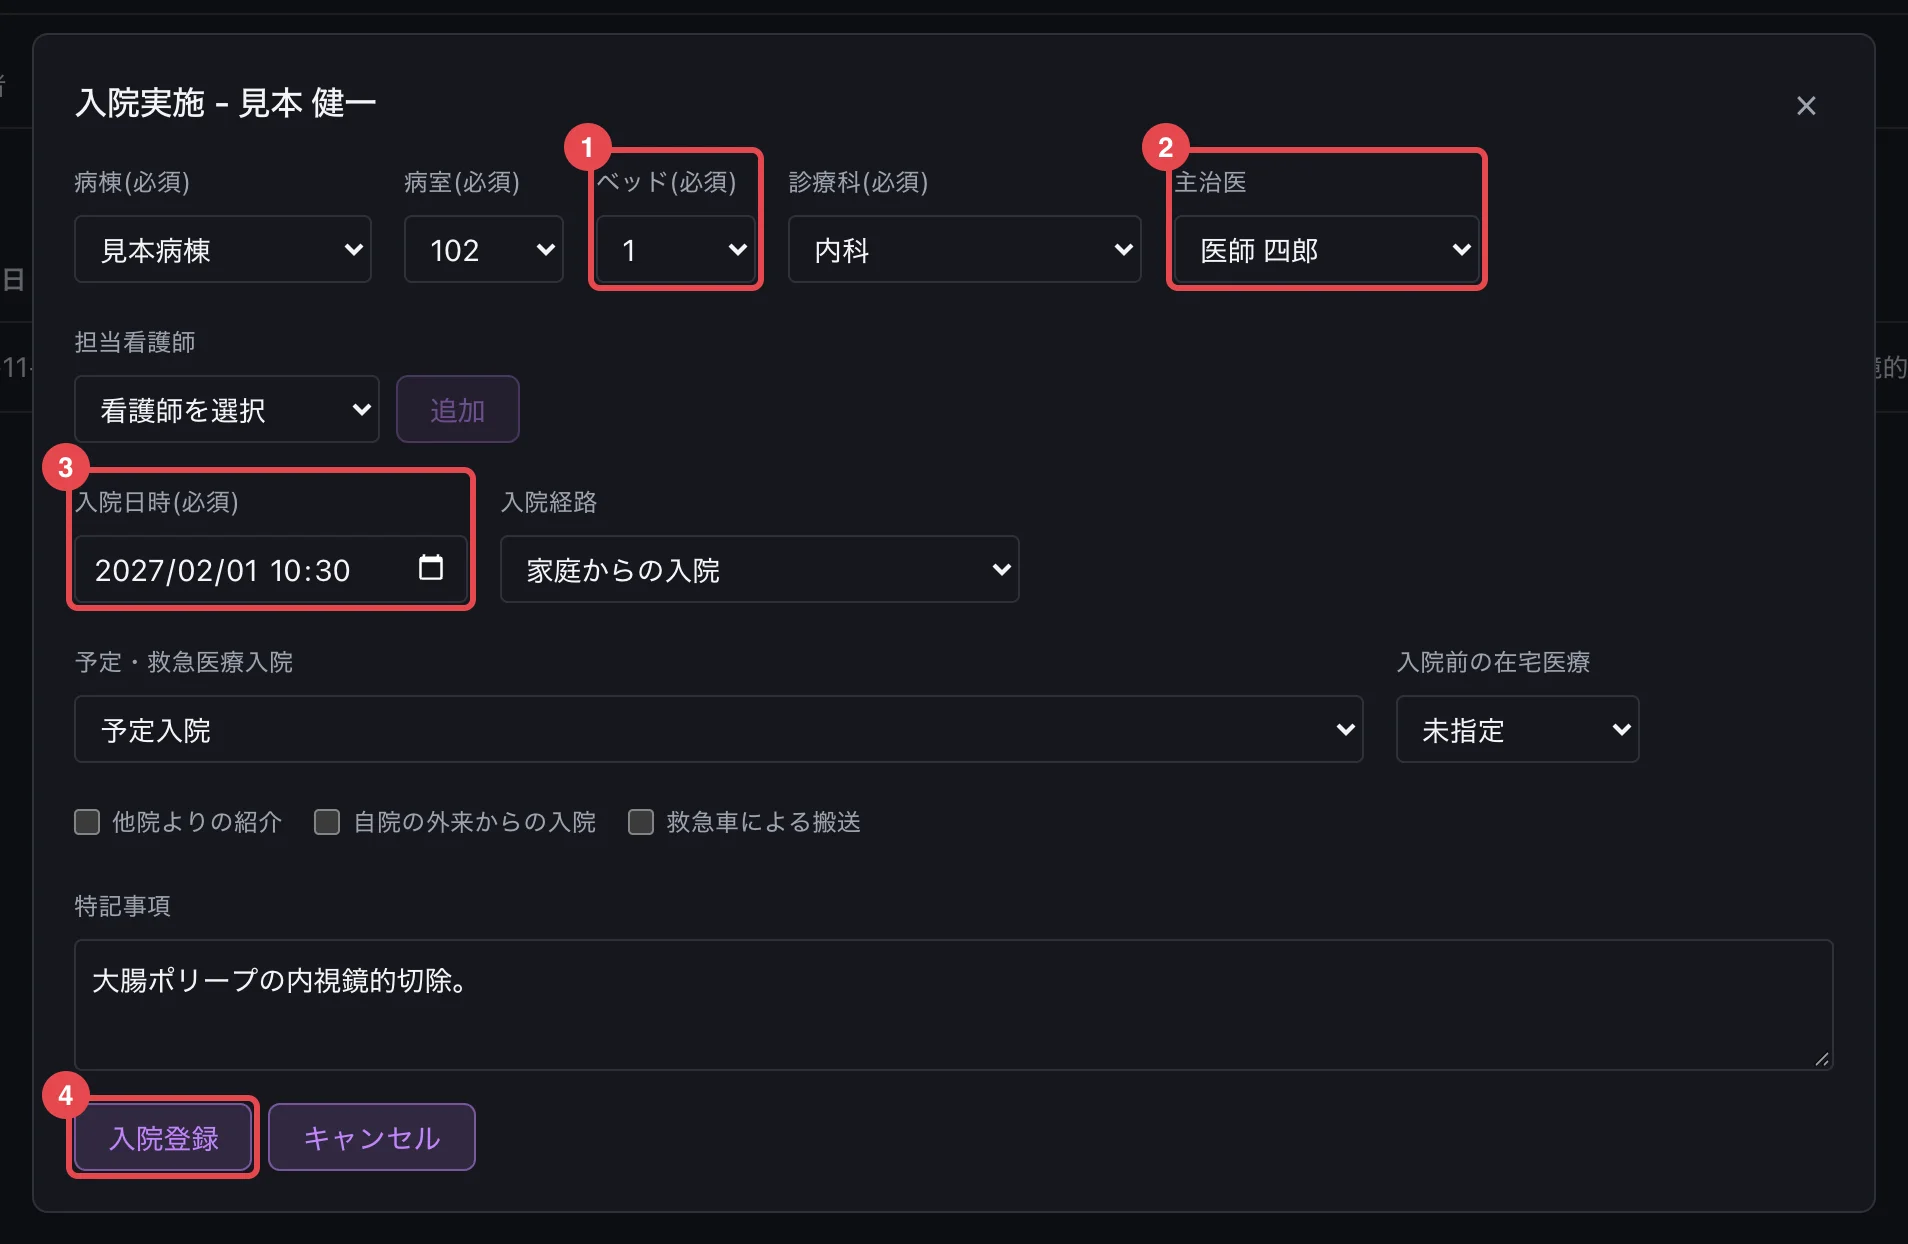 入院実施 - 見本 健一
×
1
2
病棟(必須)
病室(必須)
ベッド(必須)
診療科(必須)
主治医
見本病棟
102
1
内科
医師 四郎
日
担当看護師
11-
看護師を選択
追加
的
3
入院日時(必須)
入院経路
2027/02/01 10:30
家庭からの入院
予定・救急医療入院
入院前の在宅医療
予定入院
未指定
他院よりの紹介
自院の外来からの入院
救急車による搬送
特記事項
大腸ポリープの内視鏡的切除。
4
入院登録
キャンセル